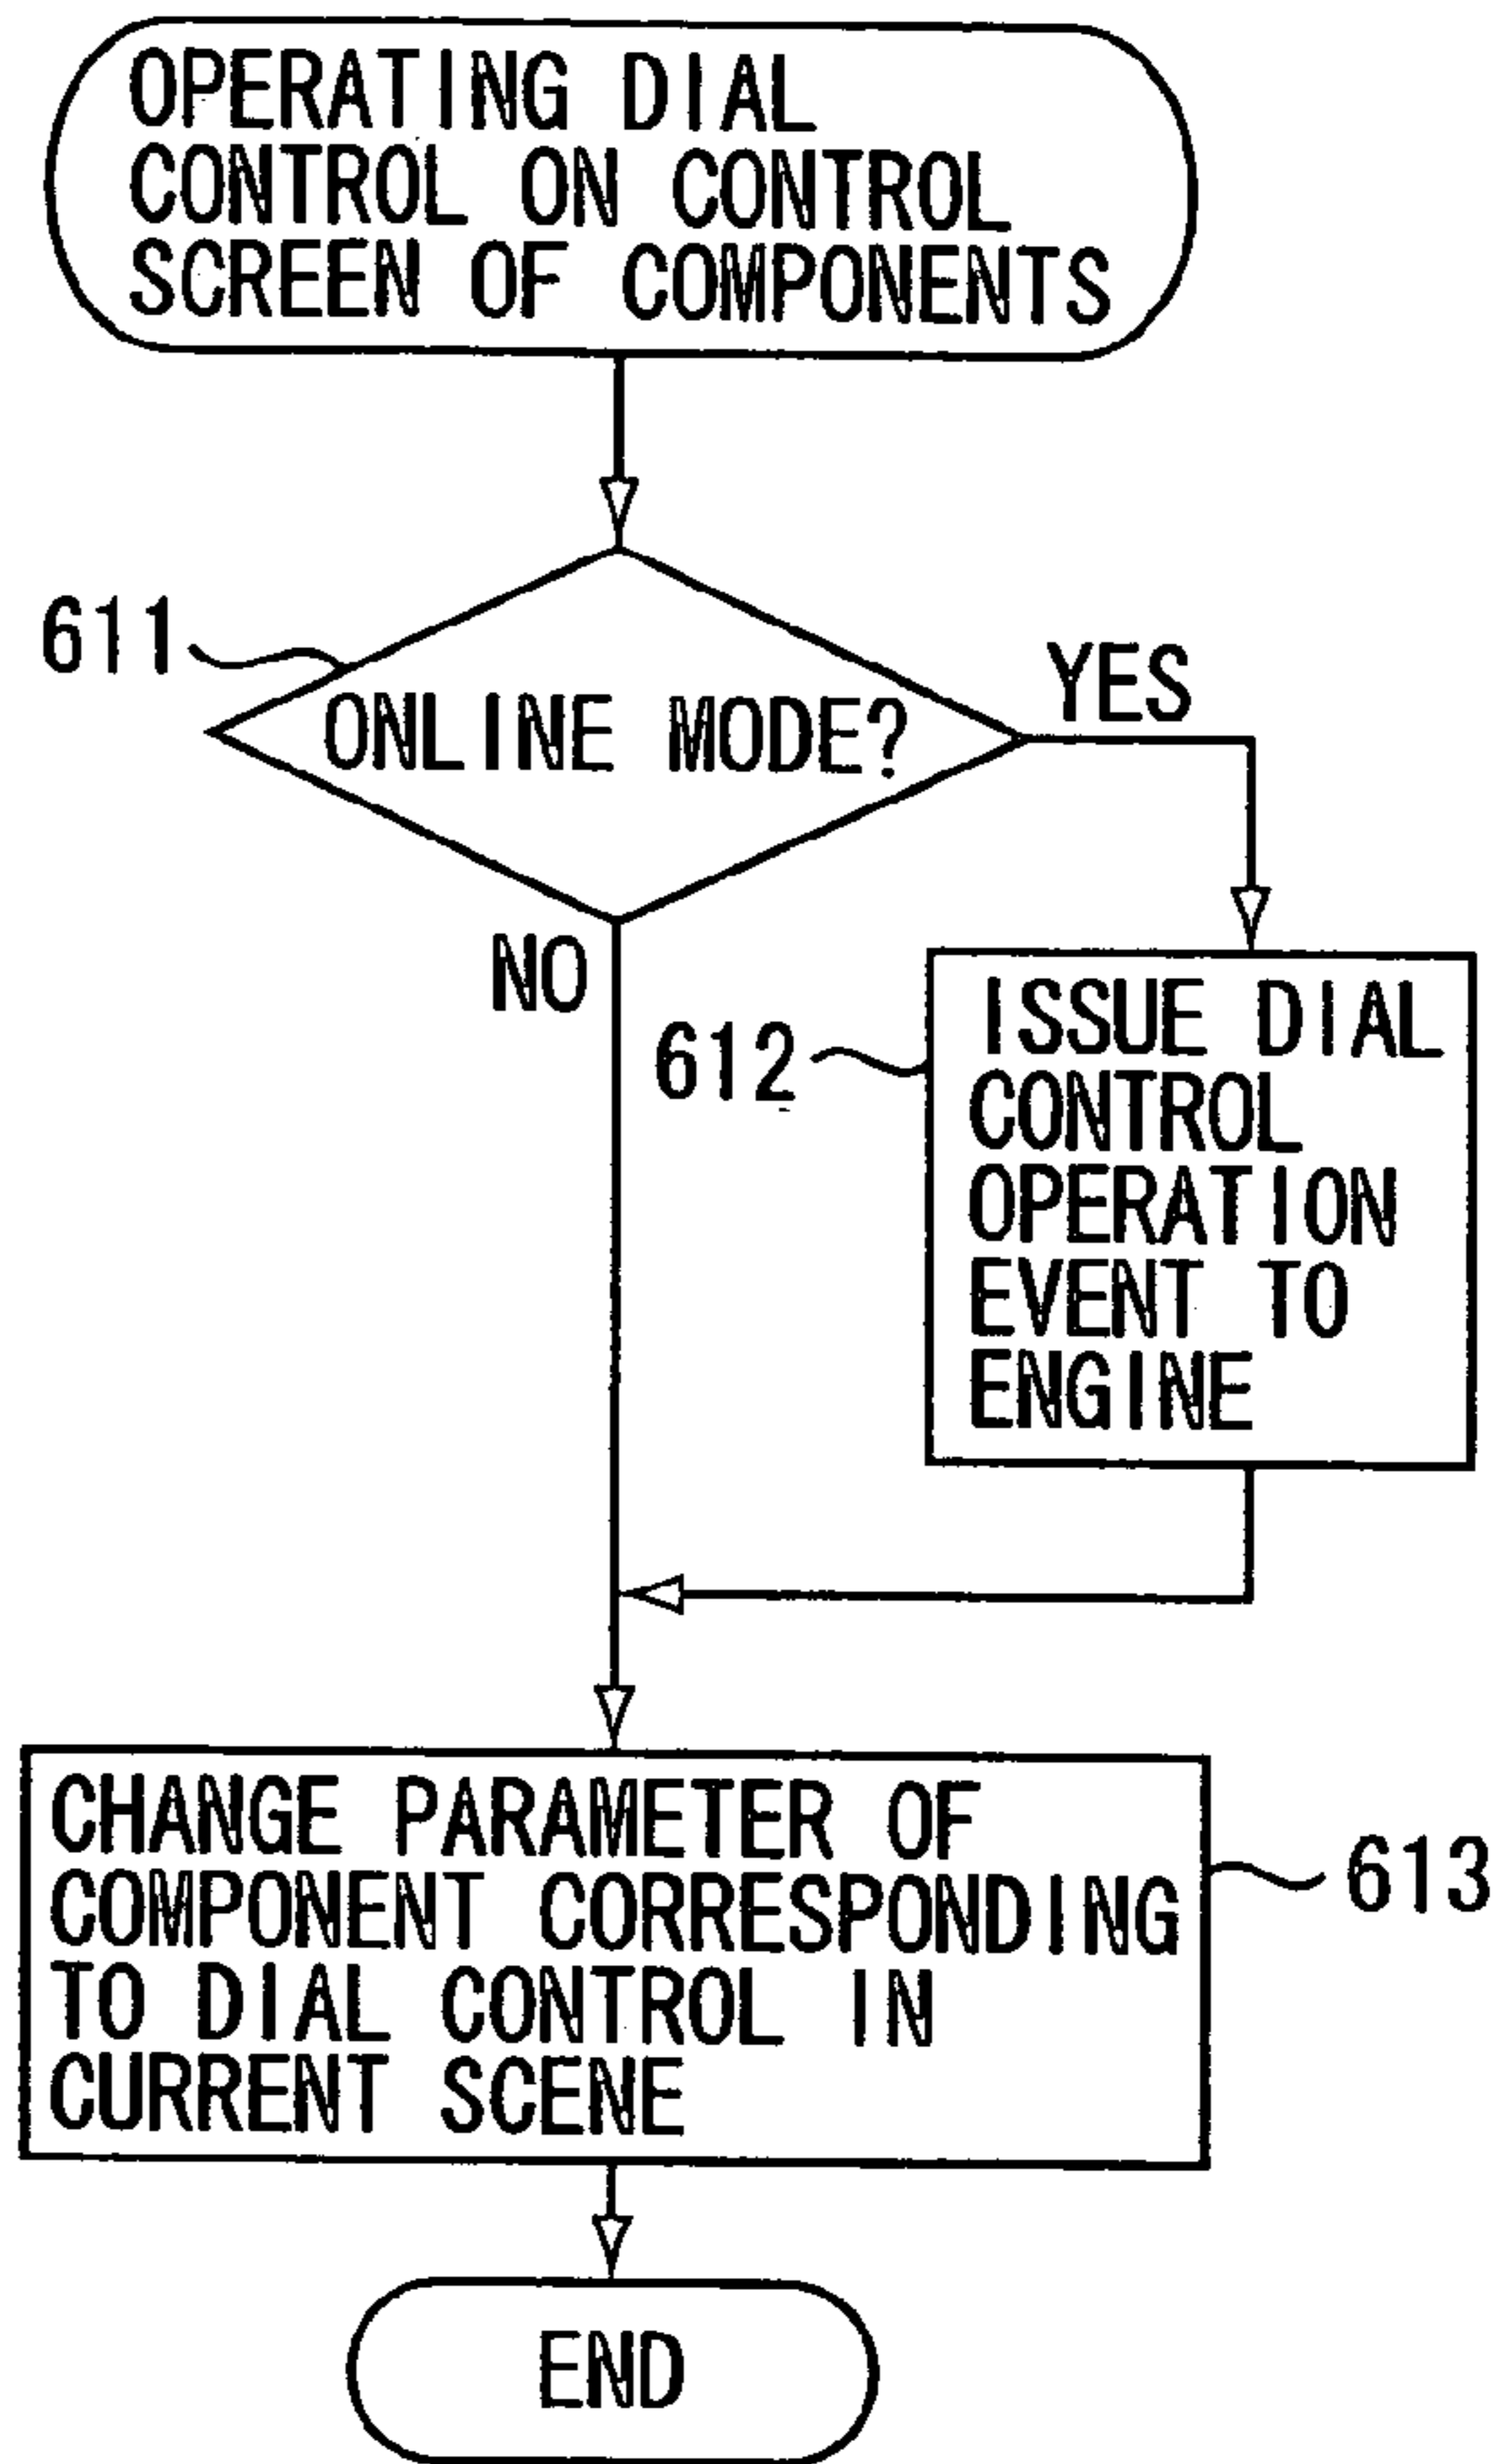 OPERATING DIAL
CONTROL ON CONTROL
SCREEN OF COMPONENTS
611
ONLINE MODE?
YES
NO
612
ISSUE DIAL
CONTROL
OPERATION
EVENT TO
ENGINE
CHANGE PARAMETER OF
COMPONENT CORRESPONDING
TO DIAL CONTROL IN
CURRENT SCENE
613
END